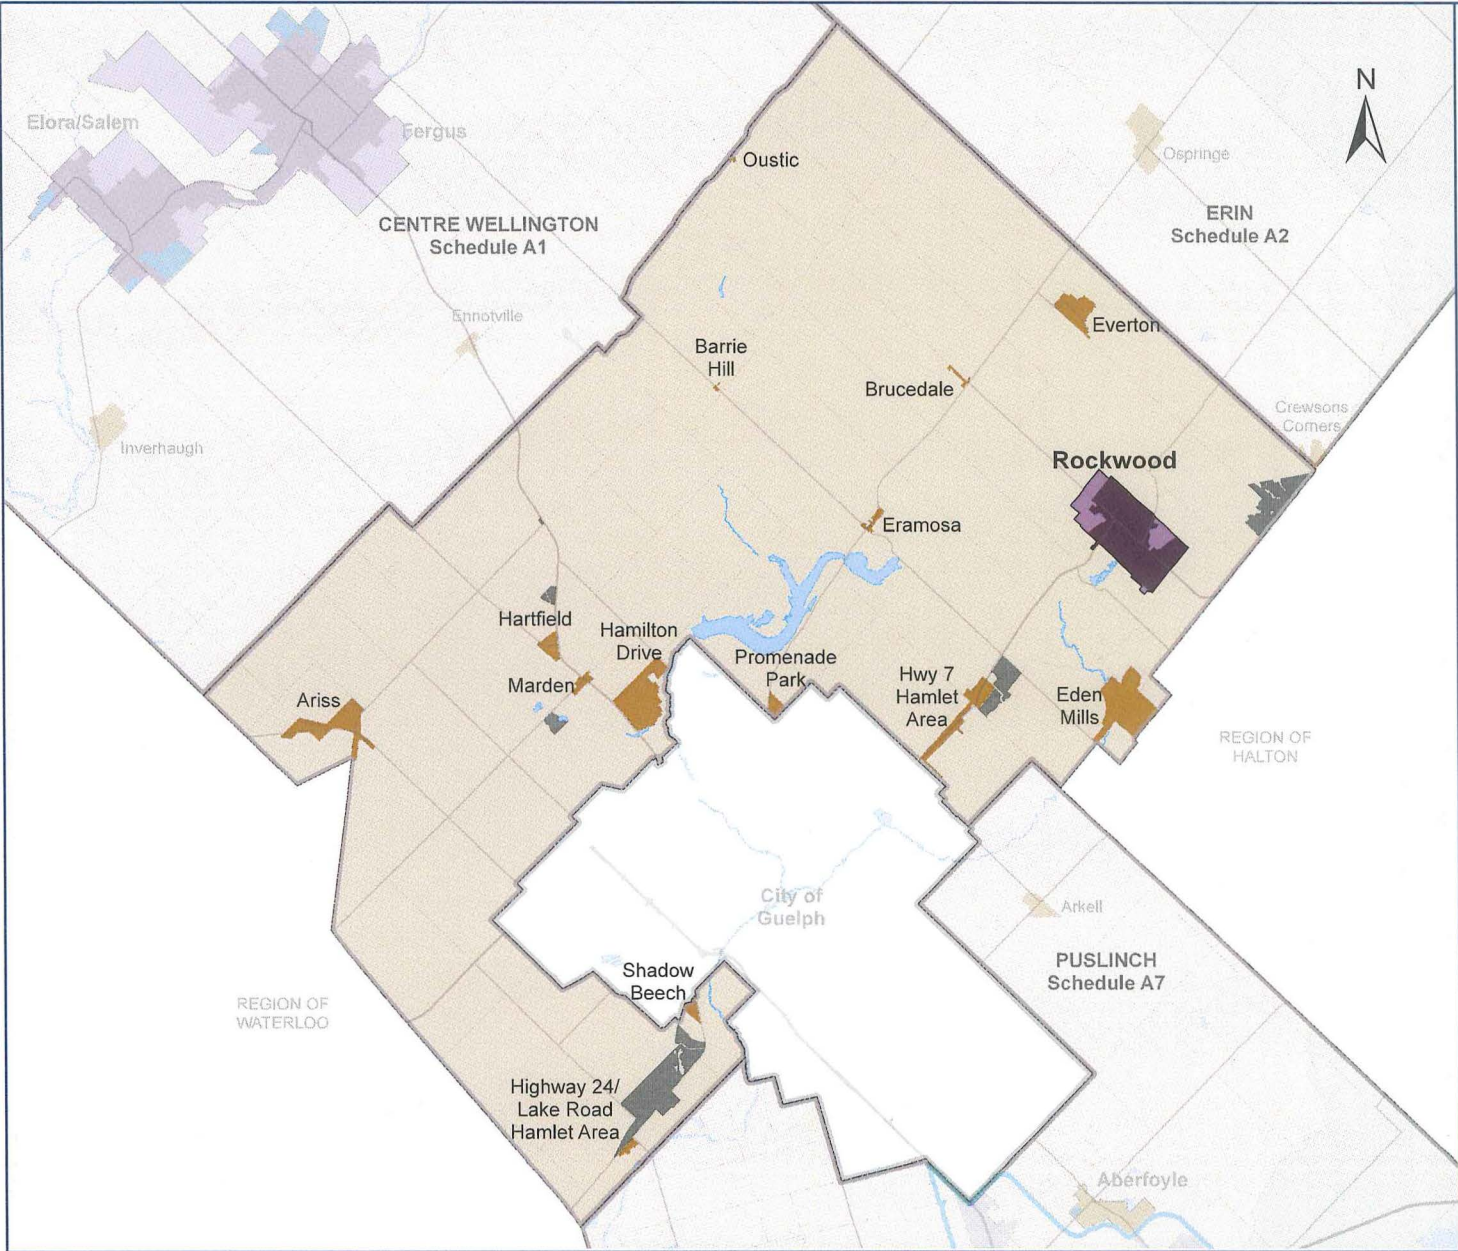 N
Elora/Salem
Fergus
Oustic
Ospringe
CENTRE WELLINGTON
Schedule A1
ERIN
Schedule A2
Ennotville
Everton
Barrie
Hill
Brucedale
Crewsons
Corners
Inverhaugh
Rockwood
Eramosa
Hartfield
Hamilton
Drive
Promenade
Park
Hwy 7
Hamlet
Area
Marden
Eden
Mills
Ariss
REGION OF
HALTON
City of
Guelph
Arkell
PUSLINCH
Schedule A7
Shadow
Beech
REGION OF
WATERLOO
Highway 24/
Lake Road
Hamlet Area
Aberfoyle